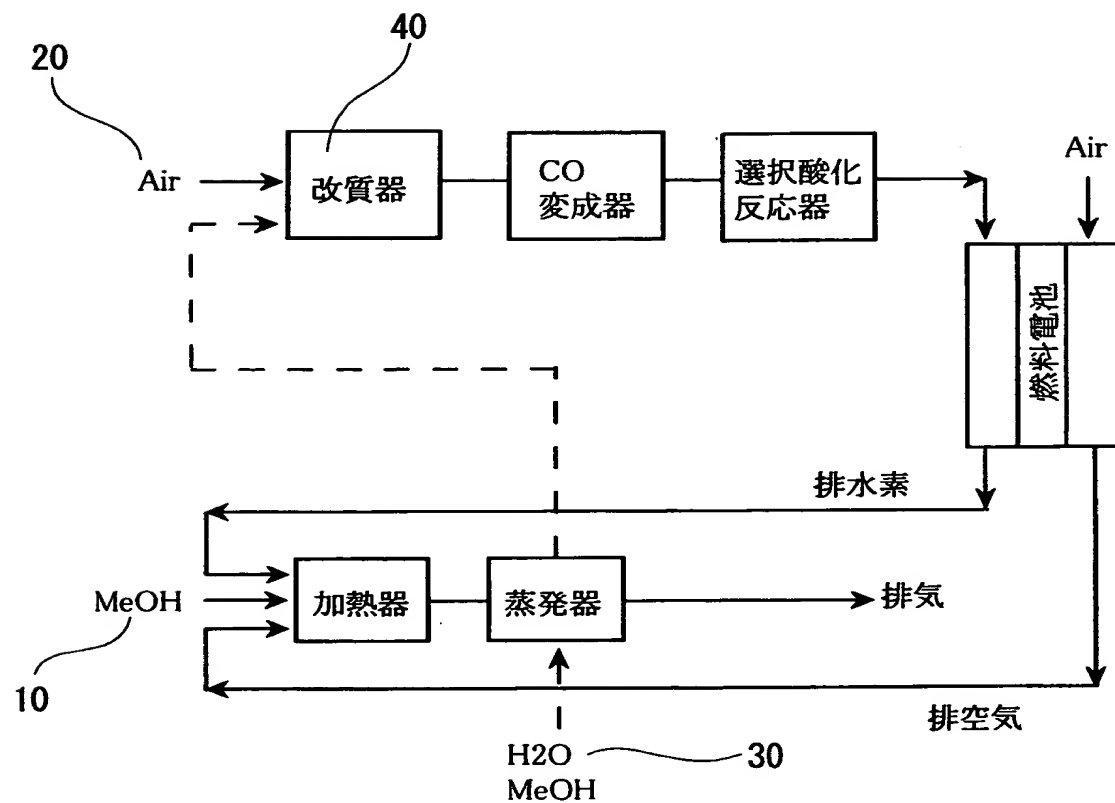 40
20
Air
改質器
CO
変成器
選択酸化
反応器
Air
燃料電池
排水素
MeOH
加熱器
蒸発器
排気
10
排空気
H2O
MeOH
30